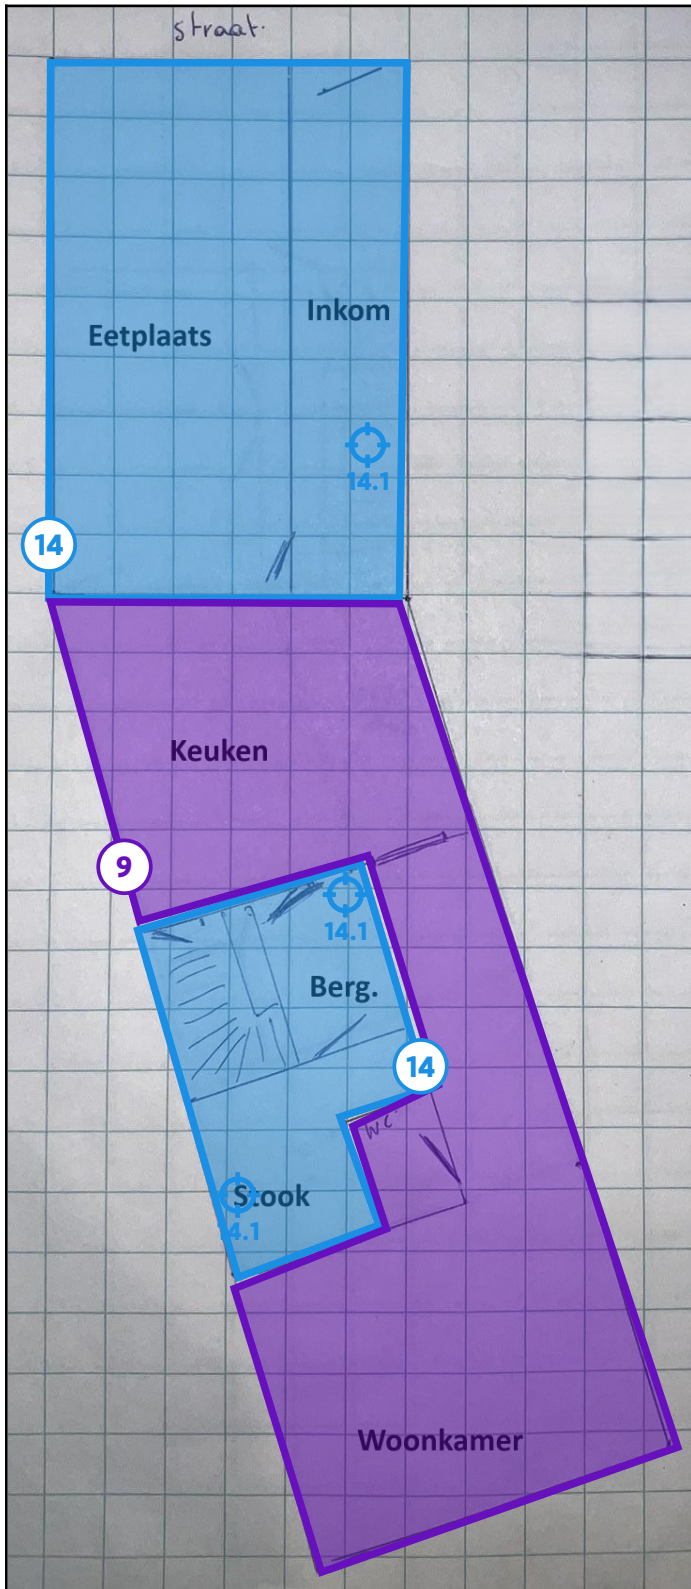 straat.
Inkom
Eetplaats
14.1
14
Keuken
9
14.1
Berg.
14
WC
Stook
14.1
Woonkamer